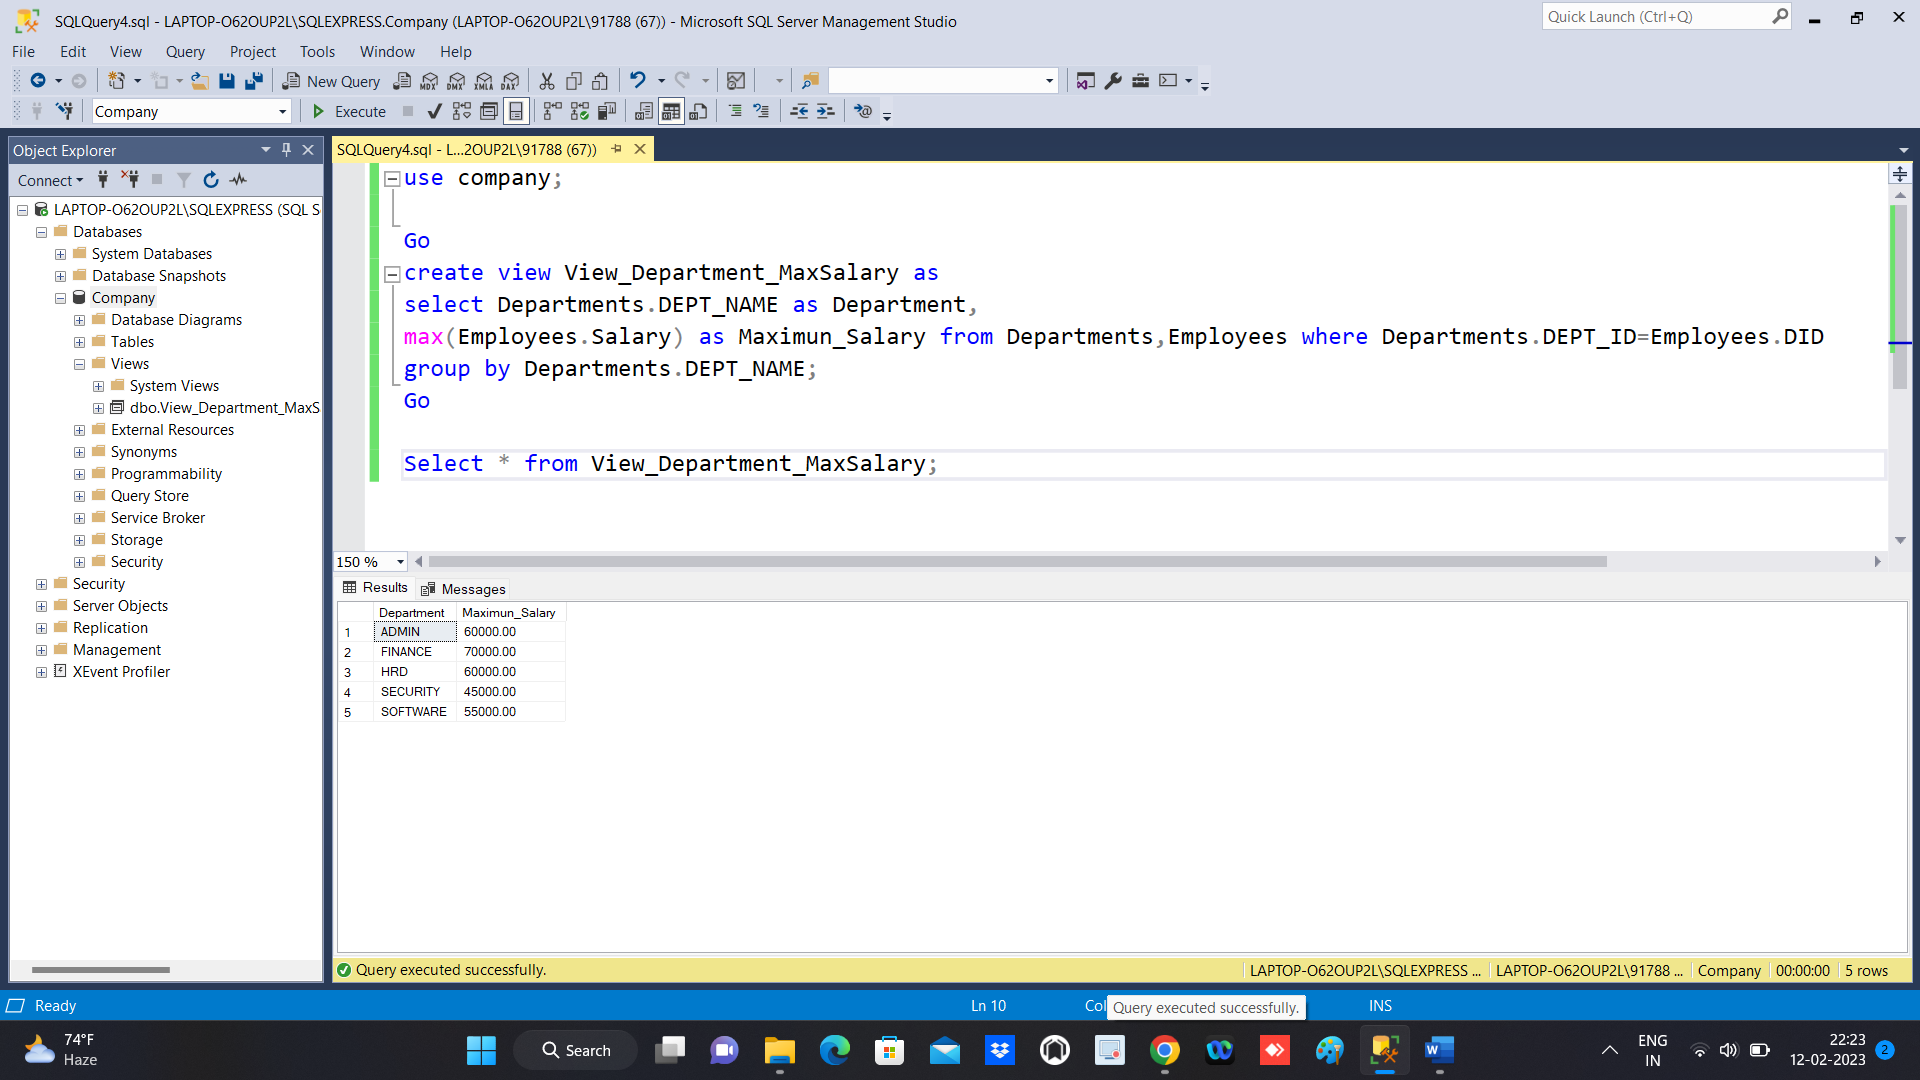 SQLQuery4.sql - LAPTOP-O62OUP2L\SQLEXPRESS.Company (LAPTOP-O62OUP2L\91788 (67)) - Microsoft SQL Server Management Studio
Quick Launch (Ctrl+Q)
File Edit View Query Project Tools Window Help
New Query
MDX DMX XMLA DAX
Company
Execute
Object Explorer
Connect
LAPTOP-O62OUP2L\SQLEXPRESS (SQL S
Databases
System Databases
Database Snapshots
Company
Database Diagrams
Tables
Views
System Views
dbo.View_Department_MaxS
External Resources
Synonyms
Programmability
Query Store
Service Broker
Storage
Security
Security
Server Objects
Replication
Management
XEvent Profiler
SQLQuery4.sql - L...2OUP2L\91788 (67))
use company;
Go
create view View_Department_MaxSalary as
select Departments.DEPT_NAME as Department,
max(Employees.Salary) as Maximun_Salary from Departments,Employees where Departments.DEPT_ID=Employees.DID
group by Departments.DEPT_NAME;
Go
Select * from View_Department_MaxSalary;
150 %
Results Messages
Department Maximun_Salary
1 ADMIN 60000.00
2 FINANCE 70000.00
3 HRD 60000.00
4 SECURITY 45000.00
5 SOFTWARE 55000.00
Query executed successfully.
LAPTOP-O62OUP2L\SQLEXPRESS ... LAPTOP-O62OUP2L\91788 ... Company 00:00:00 5 rows
Ready
Ln 10
Col
Query executed successfully.
INS
74°F
Haze
Search
ENG
IN
22:23
12-02-2023
2